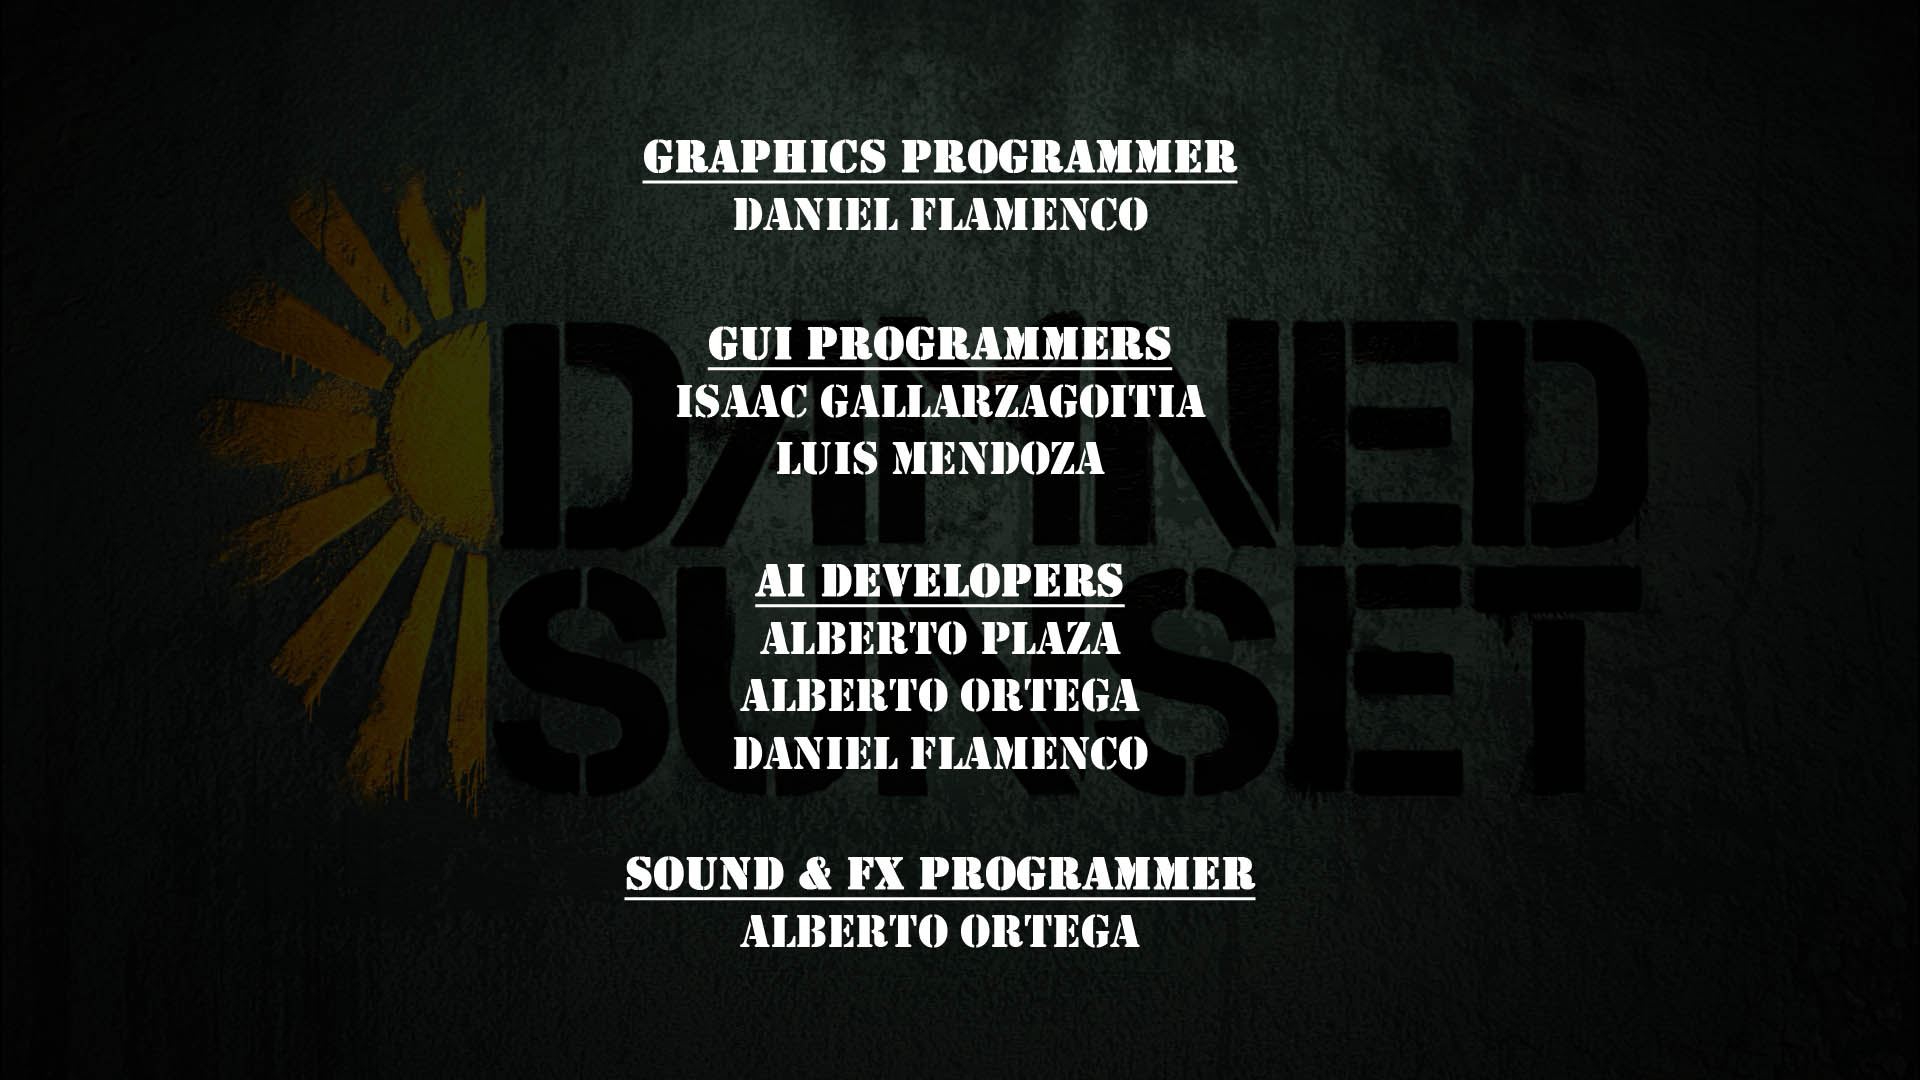 GRAPHICS PROGRAMMER
DANIEL FLAMENCO
GUI PROGRAMMERS
ISAAC GALLARZAGOITIA
LUIS MENDOZA
AI DEVELOPERS
ALBERTO PLAZA
ALBERTO ORTEGA
DANIEL FLAMENCO
SOUND & FX PROGRAMMER
ALBERTO ORTEGA
DAMNED
SUNSET